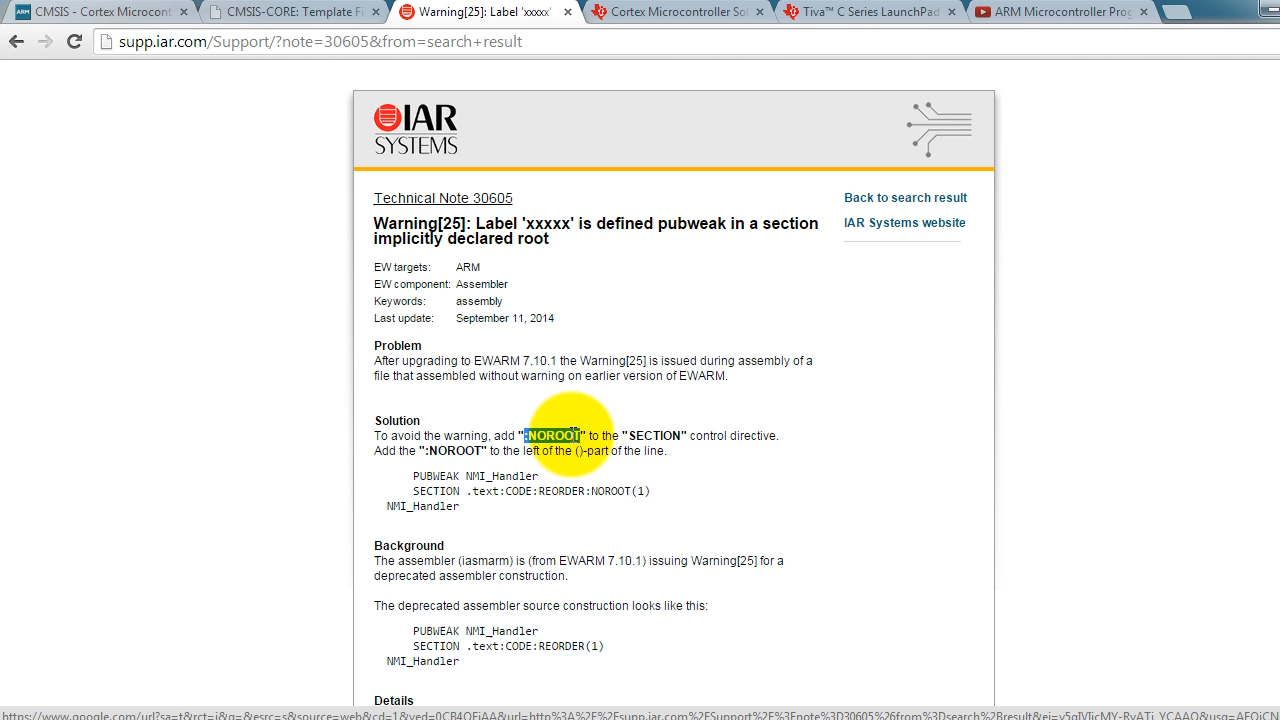 CMSIS - Cortex Microcont
CMSIS-CORE: Template Fi
Warning[25]: Label 'xxxxx'
Cortex Microcontroller So
Tiva™ C Series LaunchPad
ARM Microcontroller Prog
supp.iar.com/Support/?note=30605&from=search+result
IAR
SYSTEMS
Technical Note 30605
Back to search result
Warning[25]: Label 'xxxxx' is defined pubweak in a section
implicitly declared root
IAR Systems website
EW targets: ARM
EW component: Assembler
Keywords: assembly
Last update: September 11, 2014
Problem
After upgrading to EWARM 7.10.1 the Warning[25] is issued during assembly of a
file that assembled without warning on earlier version of EWARM.
Solution
To avoid the warning, add ":NOROOT" to the "SECTION" control directive.
Add the ":NOROOT" to the left of the ()-part of the line.
PUBWEAK NMI_Handler
SECTION .text:CODE:REORDER:NOROOT(1)
NMI_Handler
Background
The assembler (iasmarm) is (from EWARM 7.10.1) issuing Warning[25] for a
deprecated assembler construction.
The deprecated assembler source construction looks like this:
PUBWEAK NMI_Handler
SECTION .text:CODE:REORDER(1)
NMI_Handler
Details